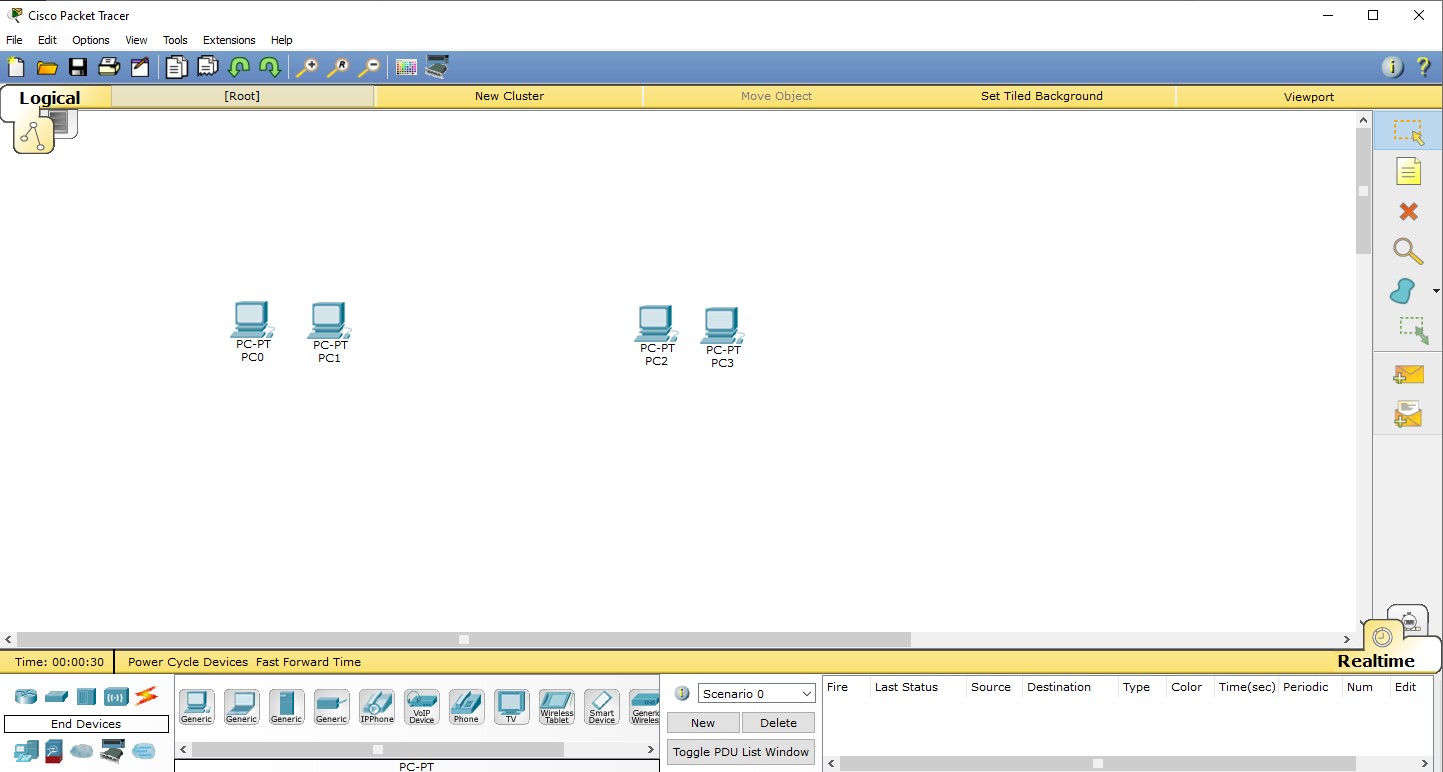 Cisco Packet Tracer
File Edit Options View Tools Extensions Help
Logical [Root] New Cluster Move Object Set Tiled Background Viewport
PC-PT
PC0
PC-PT
PC1
PC-PT
PC2
PC-PT
PC3
Time: 00:00:30 Power Cycle Devices Fast Forward Time
Realtime
End Devices
Generic Generic Generic Generic IPPhone VoIP Device Phone TV Wireless Tablet Smart Device Generic Wireless
PC-PT
Scenario 0
New Delete
Toggle PDU List Window
Fire Last Status Source Destination Type Color Time(sec) Periodic Num Edit